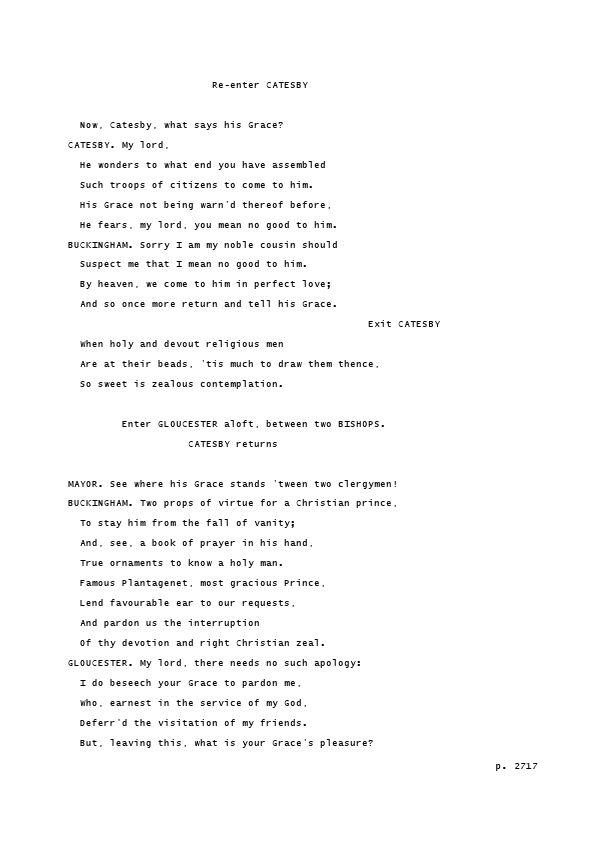 Re-enter CATESBY
Now, Catesby, what says his Grace?
CATESBY. My lord,
He wonders to what end you have assembled
Such troops of citizens to come to him.
His Grace not being warn'd thereof before,
He fears, my lord, you mean no good to him.
BUCKINGHAM. Sorry I am my noble cousin should
Suspect me that I mean no good to him.
By heaven, we come to him in perfect love;
And so once more return and tell his Grace.
Exit CATESBY
When holy and devout religious men
Are at their beads, 'tis much to draw them thence,
So sweet is zealous contemplation.
Enter GLOUCESTER aloft, between two BISHOPS.
CATESBY returns
MAYOR. See where his Grace stands 'tween two clergymen!
BUCKINGHAM. Two props of virtue for a Christian prince,
To stay him from the fall of vanity;
And, see, a book of prayer in his hand,
True ornaments to know a holy man.
Famous Plantagenet, most gracious Prince,
Lend favourable ear to our requests,
And pardon us the interruption
Of thy devotion and right Christian zeal.
GLOUCESTER. My lord, there needs no such apology:
I do beseech your Grace to pardon me,
Who, earnest in the service of my God,
Deferr'd the visitation of my friends.
But, leaving this, what is your Grace's pleasure?
p. 2717